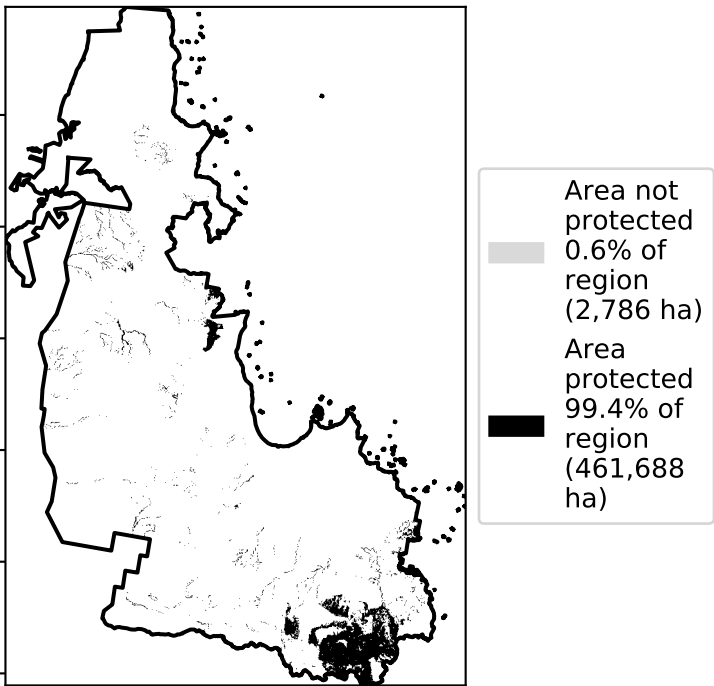 Area not
protected
0.6% of
region
(2,786 ha)
Area
protected
99.4% of
region
(461,688
ha)